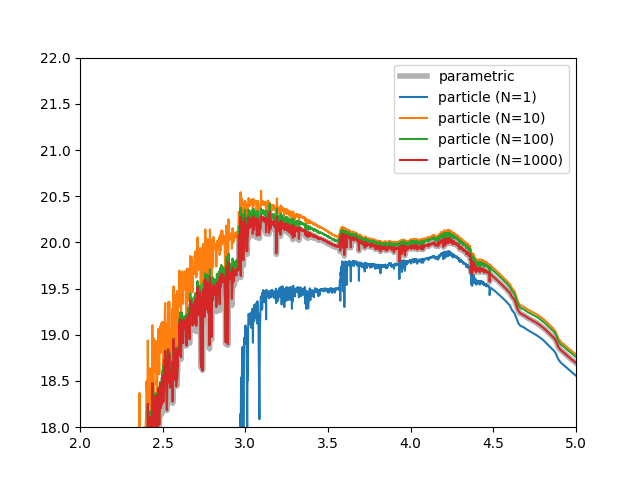 22.0
21.5
21.0
20.5
20.0
19.5
19.0
18.5
18.0
2.0 2.5 3.0 3.5 4.0 4.5 5.0
parametric
particle (N=1)
particle (N=10)
particle (N=100)
particle (N=1000)